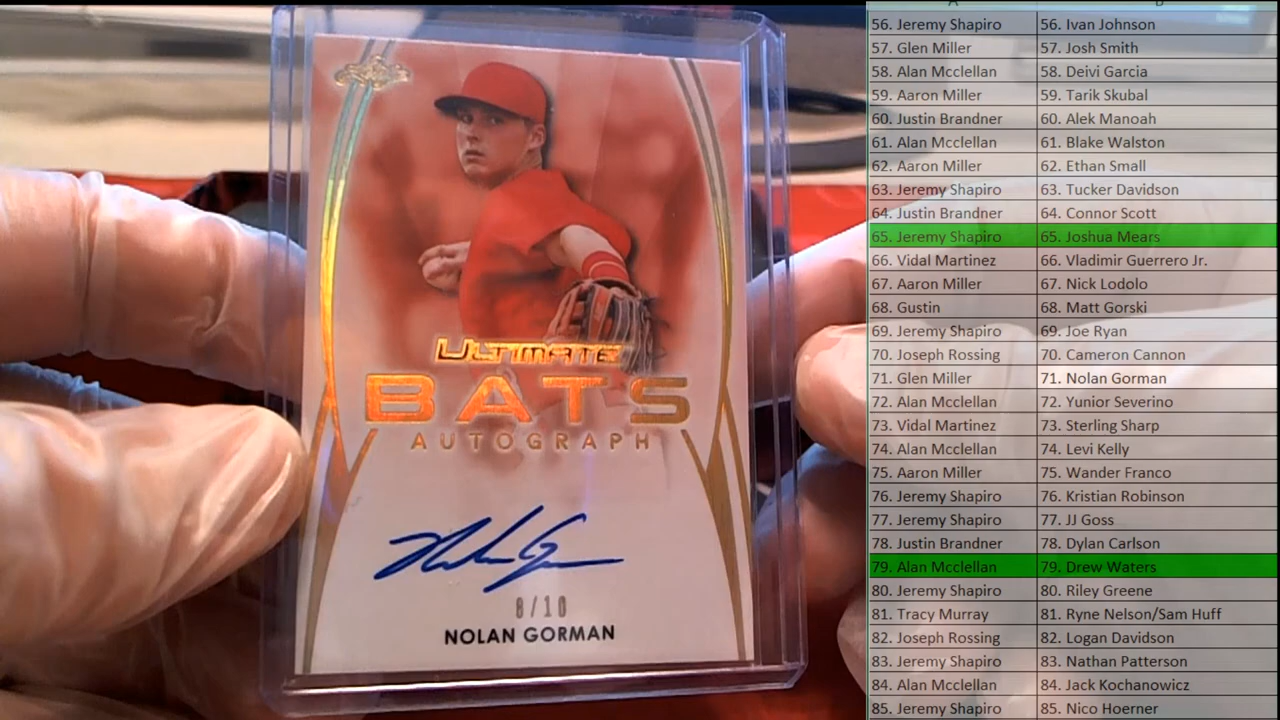 ULTIMATE
BATS
AUTOGRAPH
8/10
NOLAN GORMAN
56. Jeremy Shapiro 56. Ivan Johnson
57. Glen Miller 57. Josh Smith
58. Alan Mcclellan 58. Deivi Garcia
59. Aaron Miller 59. Tarik Skubal
60. Justin Brandner 60. Alek Manoah
61. Alan Mcclellan 61. Blake Walston
62. Aaron Miller 62. Ethan Small
63. Jeremy Shapiro 63. Tucker Davidson
64. Justin Brandner 64. Connor Scott
65. Jeremy Shapiro 65. Joshua Mears
66. Vidal Martinez 66. Vladimir Guerrero Jr.
67. Aaron Miller 67. Nick Lodolo
68. Gustin 68. Matt Gorski
69. Jeremy Shapiro 69. Joe Ryan
70. Joseph Rossing 70. Cameron Cannon
71. Glen Miller 71. Nolan Gorman
72. Alan Mcclellan 72. Yunior Severino
73. Vidal Martinez 73. Sterling Sharp
74. Alan Mcclellan 74. Levi Kelly
75. Aaron Miller 75. Wander Franco
76. Jeremy Shapiro 76. Kristian Robinson
77. Jeremy Shapiro 77. JJ Goss
78. Justin Brandner 78. Dylan Carlson
79. Alan Mcclellan 79. Drew Waters
80. Jeremy Shapiro 80. Riley Greene
81. Tracy Murray 81. Ryne Nelson/Sam Huff
82. Joseph Rossing 82. Logan Davidson
83. Jeremy Shapiro 83. Nathan Patterson
84. Alan Mcclellan 84. Jack Kochanowicz
85. Jeremy Shapiro 85. Nico Hoerner